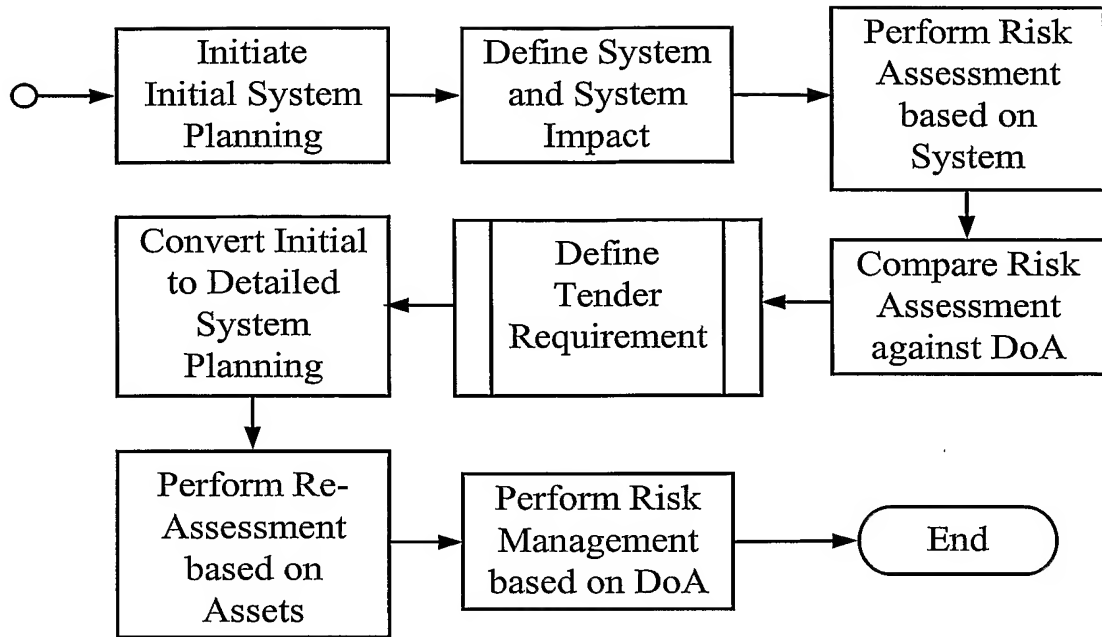 Initiate
Initial System
Planning
Define System
and System
Impact
Perform Risk
Assessment
based on
System
Compare Risk
Assessment
against DoA
Define
Tender
Requirement
Convert Initial
to Detailed
System
Planning
Perform Re-
Assessment
based on
Assets
Perform Risk
Management
based on DoA
End